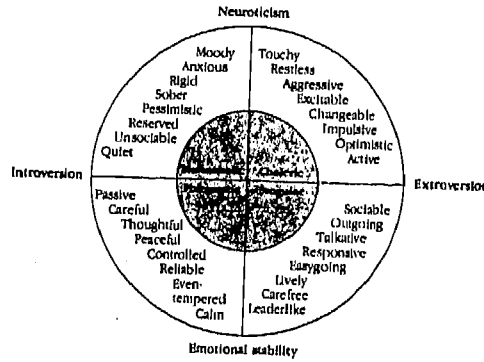 Neuroticism
Moody
Anxious
Rigid
Sober
Pessimistic
Reserved
Unsociable
Quiet
Touchy
Restless
Aggressive
Excitable
Changeable
Impulsive
Optimistic
Active
Choleric
Introversion
Extroversion
Passive
Careful
Thoughtful
Peaceful
Controlled
Reliable
Even-
tempered
Calm
Sociable
Outgoing
Talkative
Responsive
Easygoing
Lively
Carefree
Leaderlike
Emotional stability